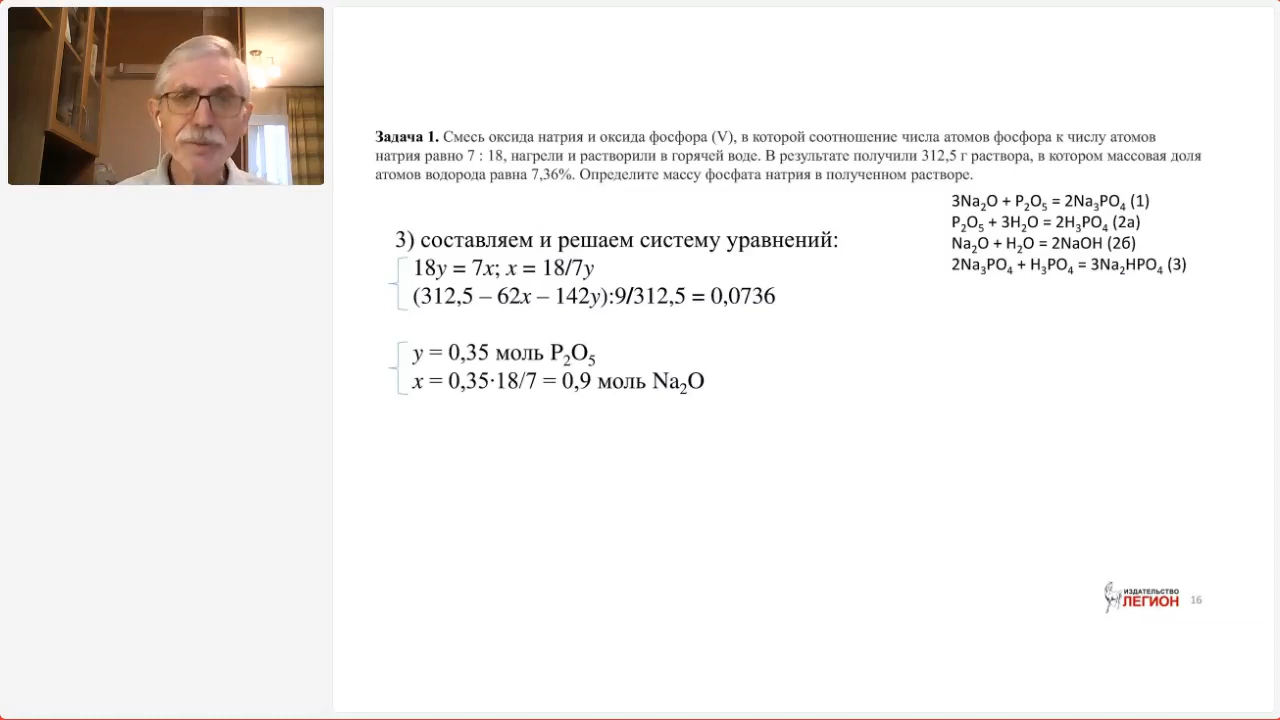 Задача 1. Смесь оксида натрия и оксида фосфора (V), в которой соотношение числа атомов фосфора к числу атомов
натрия равно 7 : 18, нагрели и растворили в горячей воде. В результате получили 312,5 г раствора, в котором массовая доля
атомов водорода равна 7,36%. Определите массу фосфата натрия в полученном растворе.
3Na₂O + P₂O₅ = 2Na₃PO₄ (1)
P₂O₅ + 3H₂O = 2H₃PO₄ (2а)
Na₂O + H₂O = 2NaOH (2б)
2Na₃PO₄ + H₃PO₄ = 3Na₂HPO₄ (3)
3) составляем и решаем систему уравнений:
18y = 7x; x = 18/7y
(312,5 – 62x – 142y):9/312,5 = 0,0736
y = 0,35 моль P₂O₅
x = 0,35·18/7 = 0,9 моль Na₂O
ИЗДАТЕЛЬСТВО
ЛЕГИОН
16